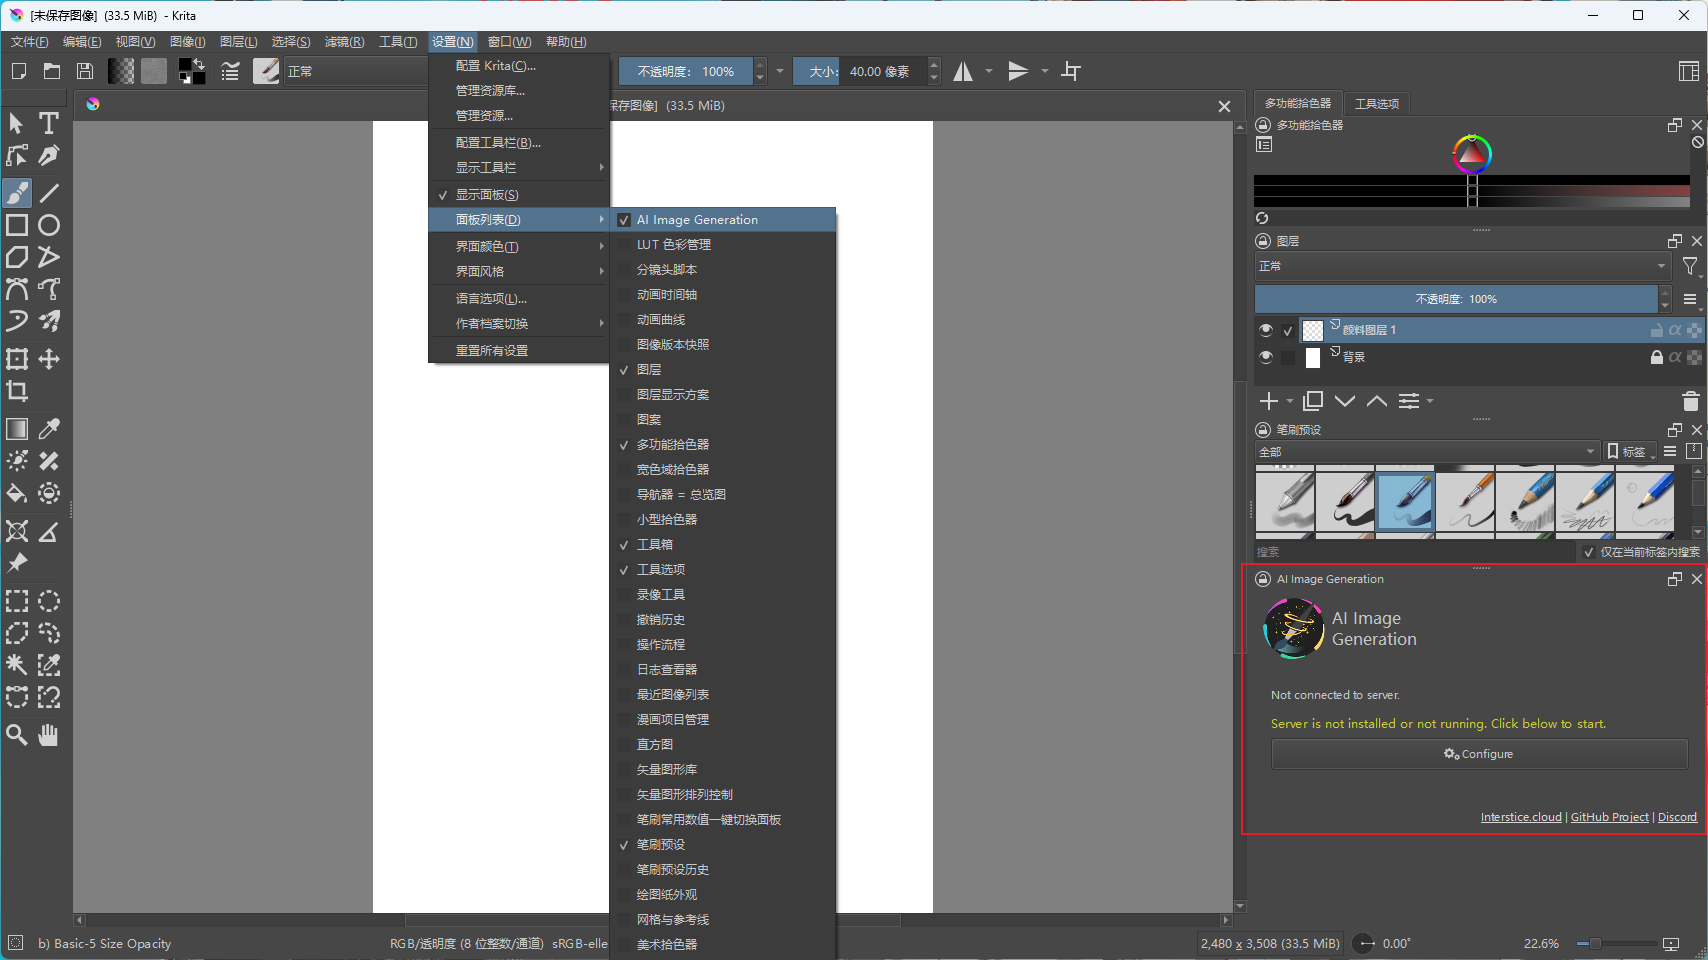 [未保存图像]  (33.5 MiB)  - Krita
文件(F) 编辑(E) 视图(V) 图像(I) 图层(L) 选择(S) 滤镜(R) 工具(T) 设置(N) 窗口(W) 帮助(H)
正常
不透明度: 100%
大小: 40.00 像素
保存图像]  (33.5 MiB)
配置 Krita(C)...
管理资源库...
管理资源...
配置工具栏(B)...
显示工具栏
显示面板(S)
面板列表(D)
界面颜色(T)
界面风格
语言选项(L)...
作者档案切换
重置所有设置
AI Image Generation
LUT 色彩管理
分镜头脚本
动画时间轴
动画曲线
图像版本快照
图层
图层显示方案
图案
多功能拾色器
宽色域拾色器
导航器 = 总览图
小型拾色器
工具箱
工具选项
录像工具
撤销历史
操作流程
日志查看器
最近图像列表
漫画项目管理
直方图
矢量图形库
矢量图形排列控制
笔刷常用数值一键切换面板
笔刷预设
笔刷预设历史
绘图纸外观
网格与参考线
美术拾色器
多功能拾色器 工具选项
多功能拾色器
图层
正常
不透明度: 100%
颜料图层 1
背景
笔刷预设
全部
标签
搜索
仅在当前标签内搜索
AI Image Generation
AI Image
Generation
Not connected to server.
Server is not installed or not running. Click below to start.
Configure
Interstice.cloud | GitHub Project | Discord
b) Basic-5 Size Opacity
RGB/透明度 (8 位整数/通道)  sRGB-elle
2,480 x 3,508 (33.5 MiB)
0.00°
22.6%